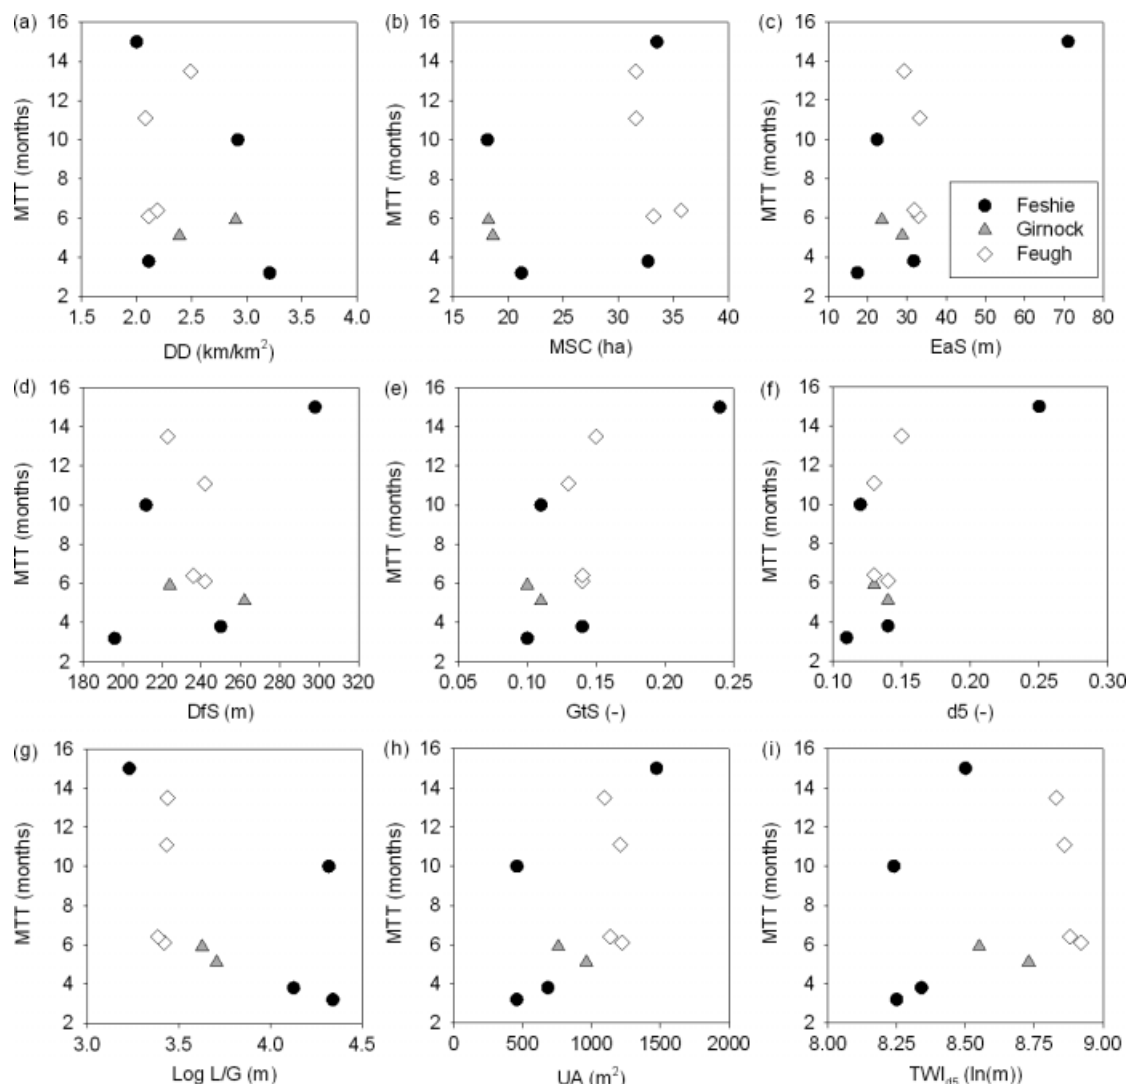 (a)
16
14
12
10
8
6
4
2
MTT (months)
1.5 2.0 2.5 3.0 3.5 4.0
DD (km/km²)
(b)
16
14
12
10
8
6
4
2
MTT (months)
15 20 25 30 35 40
MSC (ha)
(c)
16
14
12
10
8
6
4
2
MTT (months)
Feshie
Girnock
Feugh
10 20 30 40 50 60 70 80
EaS (m)
(d)
16
14
12
10
8
6
4
2
MTT (months)
180 200 220 240 260 280 300 320
DfS (m)
(e)
16
14
12
10
8
6
4
2
MTT (months)
0.05 0.10 0.15 0.20 0.25
GtS (-)
(f)
16
14
12
10
8
6
4
2
MTT (months)
0.10 0.15 0.20 0.25 0.30
d5 (-)
(g)
16
14
12
10
8
6
4
2
MTT (months)
3.0 3.5 4.0 4.5
Log L/G (m)
(h)
16
14
12
10
8
6
4
2
MTT (months)
0 500 1000 1500 2000
UA (m²)
(i)
16
14
12
10
8
6
4
2
MTT (months)
8.00 8.25 8.50 8.75 9.00
TWI_d5 (ln(m))